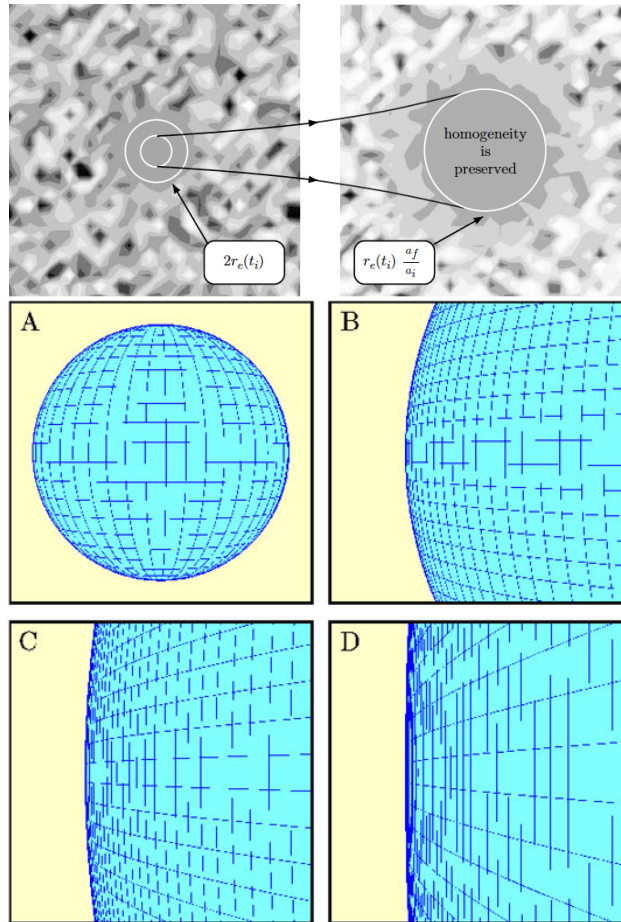 homogeneity
is
preserved
2r_e(t_i)
r_e(t_i) a_f/a_i
A
B
C
D